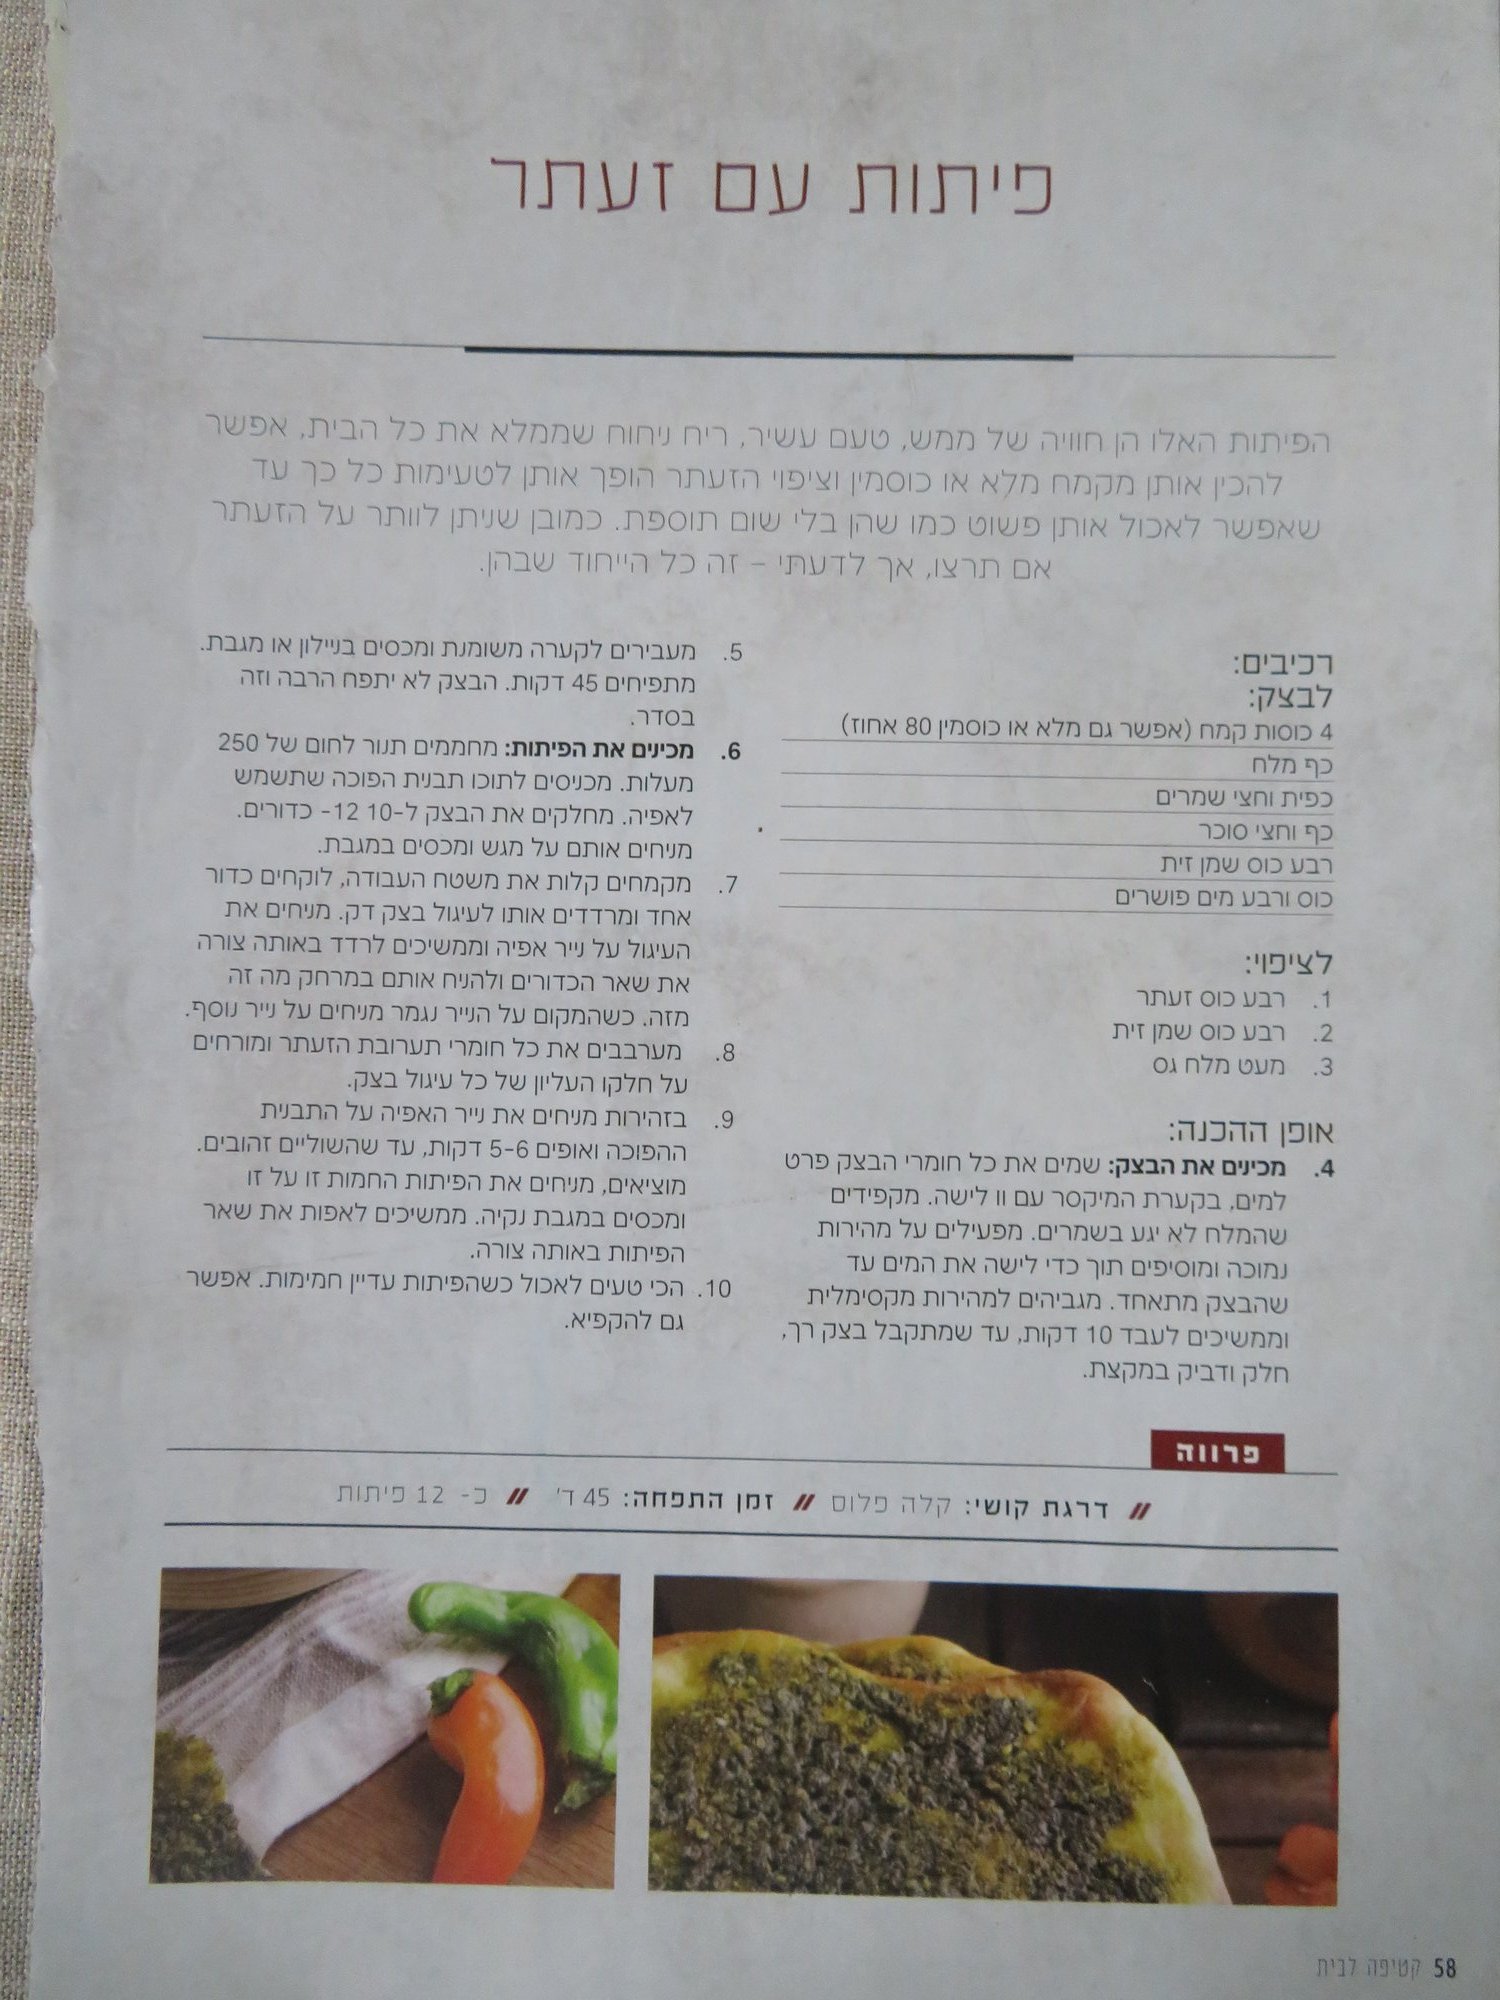 פיתות עם זעתר
הפיתות האלו הן חוויה של ממש, טעם עשיר, ריח ניחוח שממלא את כל הבית, אפשר
להכין אותן מקמח מלא או כוסמין וציפוי הזעתר הופך אותן לטעימות כל כך עד
שאפשר לאכול אותן פשוט כמו שהן בלי שום תוספת. כמובן שניתן לוותר על הזעתר
אם תרצו, אך לדעתי – זה כל הייחוד שבהן.
רכיבים:
לבצק:
4 כוסות קמח (אפשר גם מלא או כוסמין 80 אחוז)
כף מלח
כפית וחצי שמרים
כף וחצי סוכר
רבע כוס שמן זית
כוס ורבע מים פושרים
לציפוי:
1. רבע כוס זעתר
2. רבע כוס שמן זית
3. מעט מלח גס
אופן ההכנה:
4. מכינים את הבצק: שמים את כל חומרי הבצק פרט
למים, בקערת המיקסר עם וו לישה. מקפידים
שהמלח לא יגע בשמרים. מפעילים על מהירות
נמוכה ומוסיפים תוך כדי לישה את המים עד
שהבצק מתאחד. מגביהים למהירות מקסימלית
וממשיכים לעבד 10 דקות, עד שמתקבל בצק רך,
חלק ודביק במקצת.
5. מעבירים לקערה משומנת ומכסים בניילון או מגבת.
מתפיחים 45 דקות. הבצק לא יתפח הרבה וזה
בסדר.
6. מכינים את הפיתות: מחממים תנור לחום של 250
מעלות. מכניסים לתוכו תבנית הפוכה שתשמש
לאפיה. מחלקים את הבצק ל-10 12- כדורים.
מניחים אותם על מגש ומכסים במגבת.
7. מקמחים קלות את משטח העבודה, לוקחים כדור
אחד ומרדדים אותו לעיגול בצק דק. מניחים את
העיגול על נייר אפיה וממשיכים לרדד באותה צורה
את שאר הכדורים ולהניח אותם במרחק מה זה
מזה. כשהמקום על הנייר נגמר מניחים על נייר נוסף.
8. מערבבים את כל חומרי תערובת הזעתר ומורחים
על חלקו העליון של כל עיגול בצק.
9. בזהירות מניחים את נייר האפיה על התבנית
ההפוכה ואופים 5-6 דקות, עד שהשוליים זהובים.
מוציאים, מניחים את הפיתות החמות זו על זו
ומכסים במגבת נקיה. ממשיכים לאפות את שאר
הפיתות באותה צורה.
10. הכי טעים לאכול כשהפיתות עדיין חמימות. אפשר
גם להקפיא.
פרווה
// דרגת קושי: קלה פלוס // זמן התפחה: 45 ד' // כ- 12 פיתות
58 קטיפה לבית